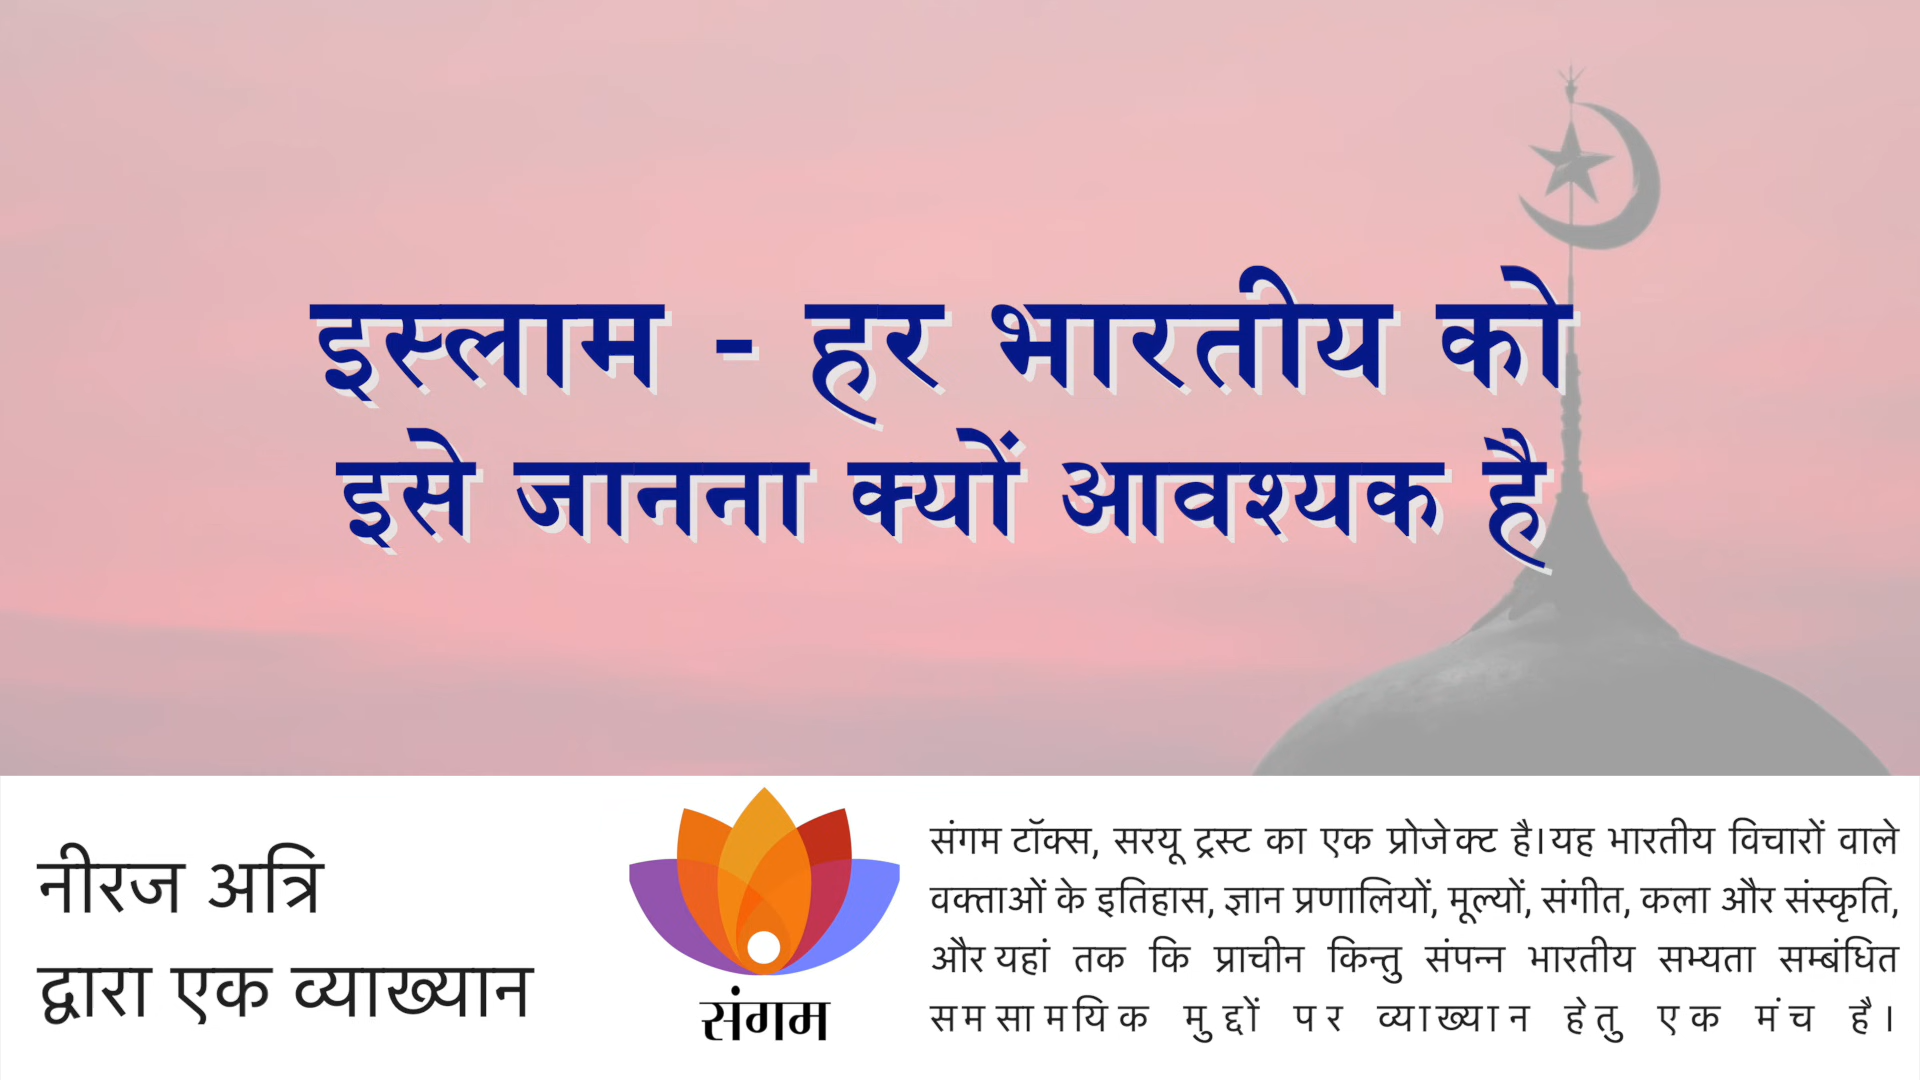 इस्लाम - हर भारतीय को
इसे जानना क्यों आवश्यक है
नीरज अत्रि
द्वारा एक व्याख्यान
संगम
संगम टॉक्स, सरयू ट्रस्ट का एक प्रोजेक्ट है।यह भारतीय विचारों वाले
वक्ताओं के इतिहास, ज्ञान प्रणालियों, मूल्यों, संगीत, कला और संस्कृति,
और यहां तक कि प्राचीन किन्तु संपन्न भारतीय सभ्यता सम्बंधित
समसामयिक मुद्दों पर व्याख्यान हेतु एक मंच है।